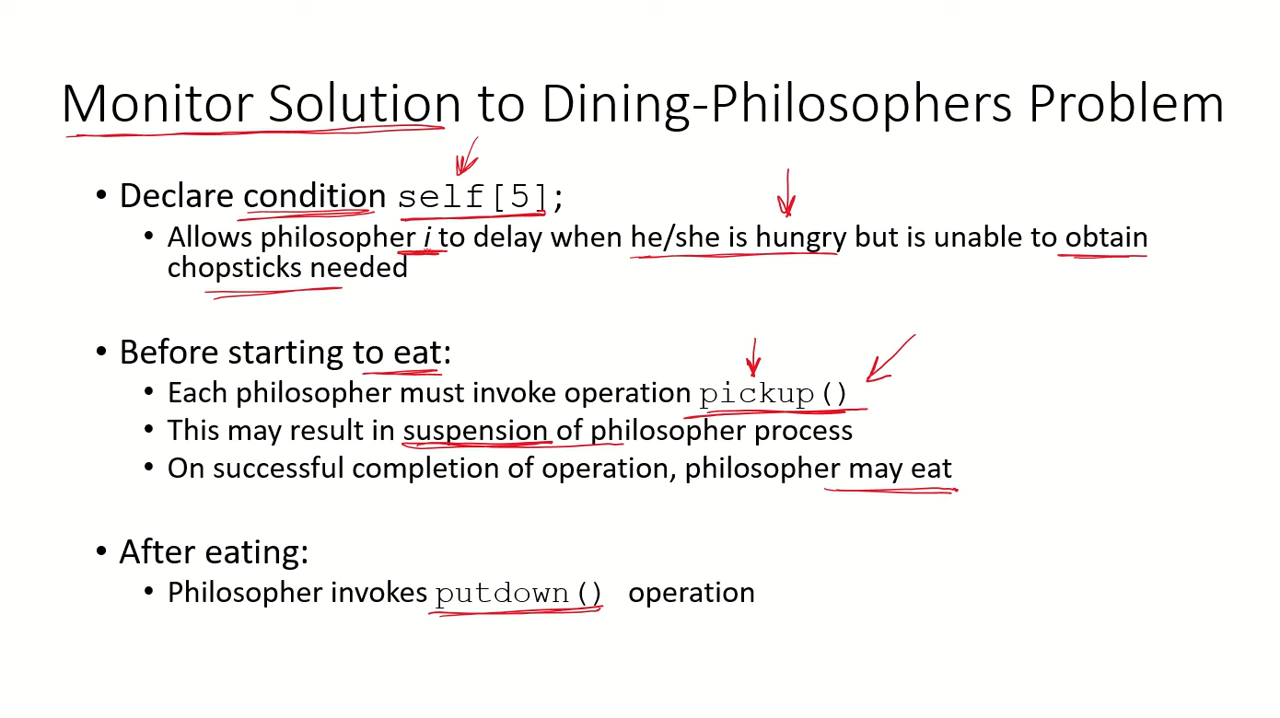 Monitor Solution to Dining-Philosophers Problem
• Declare condition self[5];
• Allows philosopher i to delay when he/she is hungry but is unable to obtain
chopsticks needed
• Before starting to eat:
• Each philosopher must invoke operation pickup()
• This may result in suspension of philosopher process
• On successful completion of operation, philosopher may eat
• After eating:
• Philosopher invokes putdown() operation